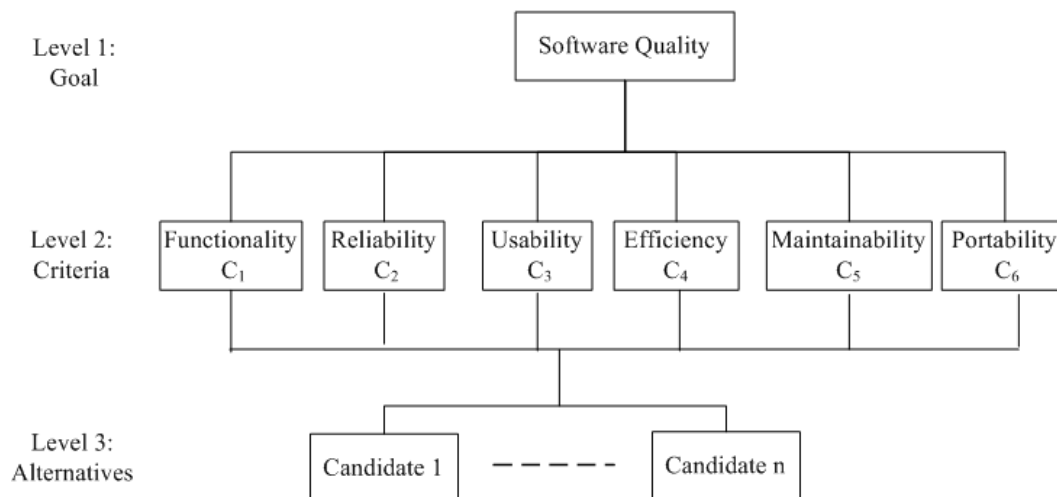 Level 1:
Goal
Software Quality
Level 2:
Criteria
Functionality
C₁
Reliability
C₂
Usability
C₃
Efficiency
C₄
Maintainability
C₅
Portability
C₆
Level 3:
Alternatives
Candidate 1
Candidate n